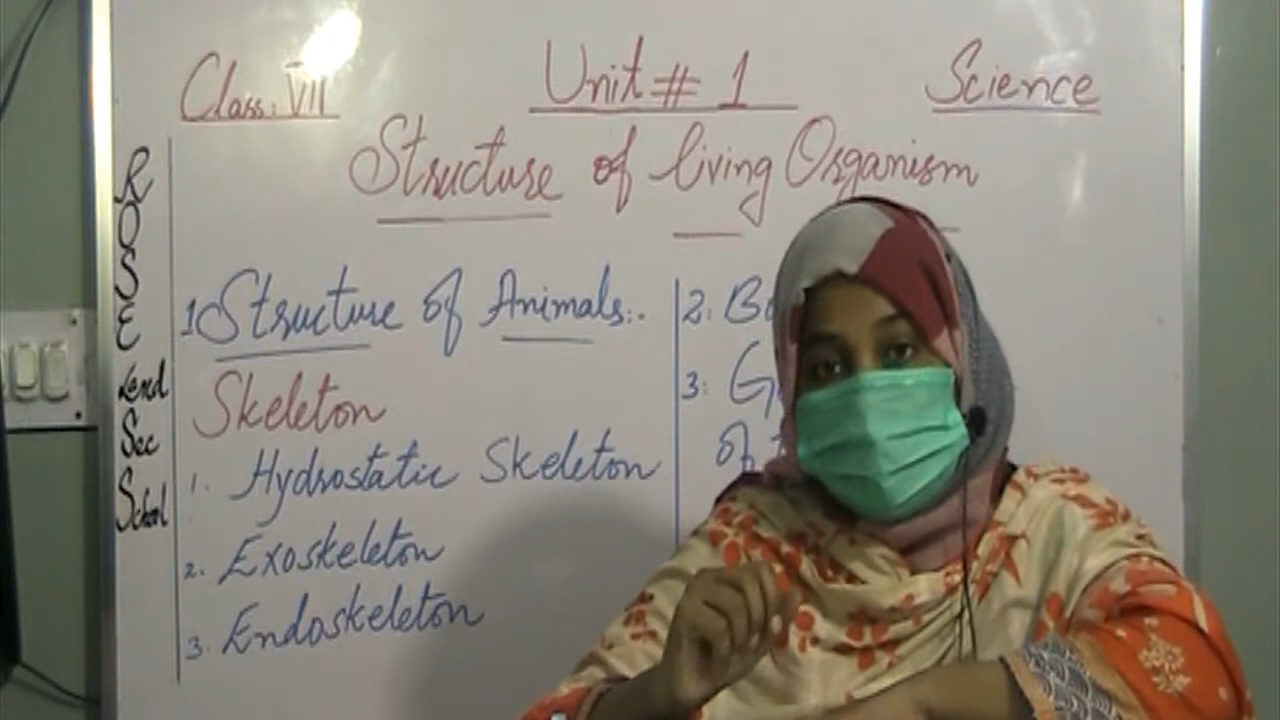 Class: VII Unit # 1 Science
Structure of living Organism
ROSE
Lend
Sec
School
1 Structure of Animals:.
Skeleton
1. Hydrostatic Skeleton
2. Exoskeleton
3. Endoskeleton
2:
3:
of